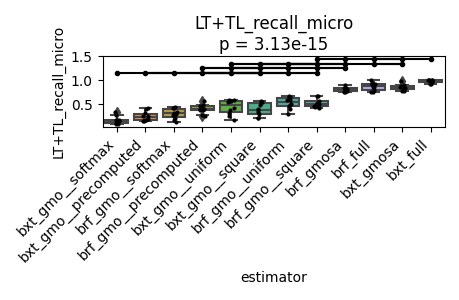 LT+TL_recall_micro
p = 3.13e-15
LT+TL_recall_micro
1.5
1.0
0.5
bxt_gmo__softmax
bxt_gmo__precomputed
brf_gmo__softmax
brf_gmo__precomputed
bxt_gmo__uniform
bxt_gmo__square
brf_gmo__uniform
brf_gmo__square
brf_gmosa
brf_full
bxt_gmosa
bxt_full
estimator